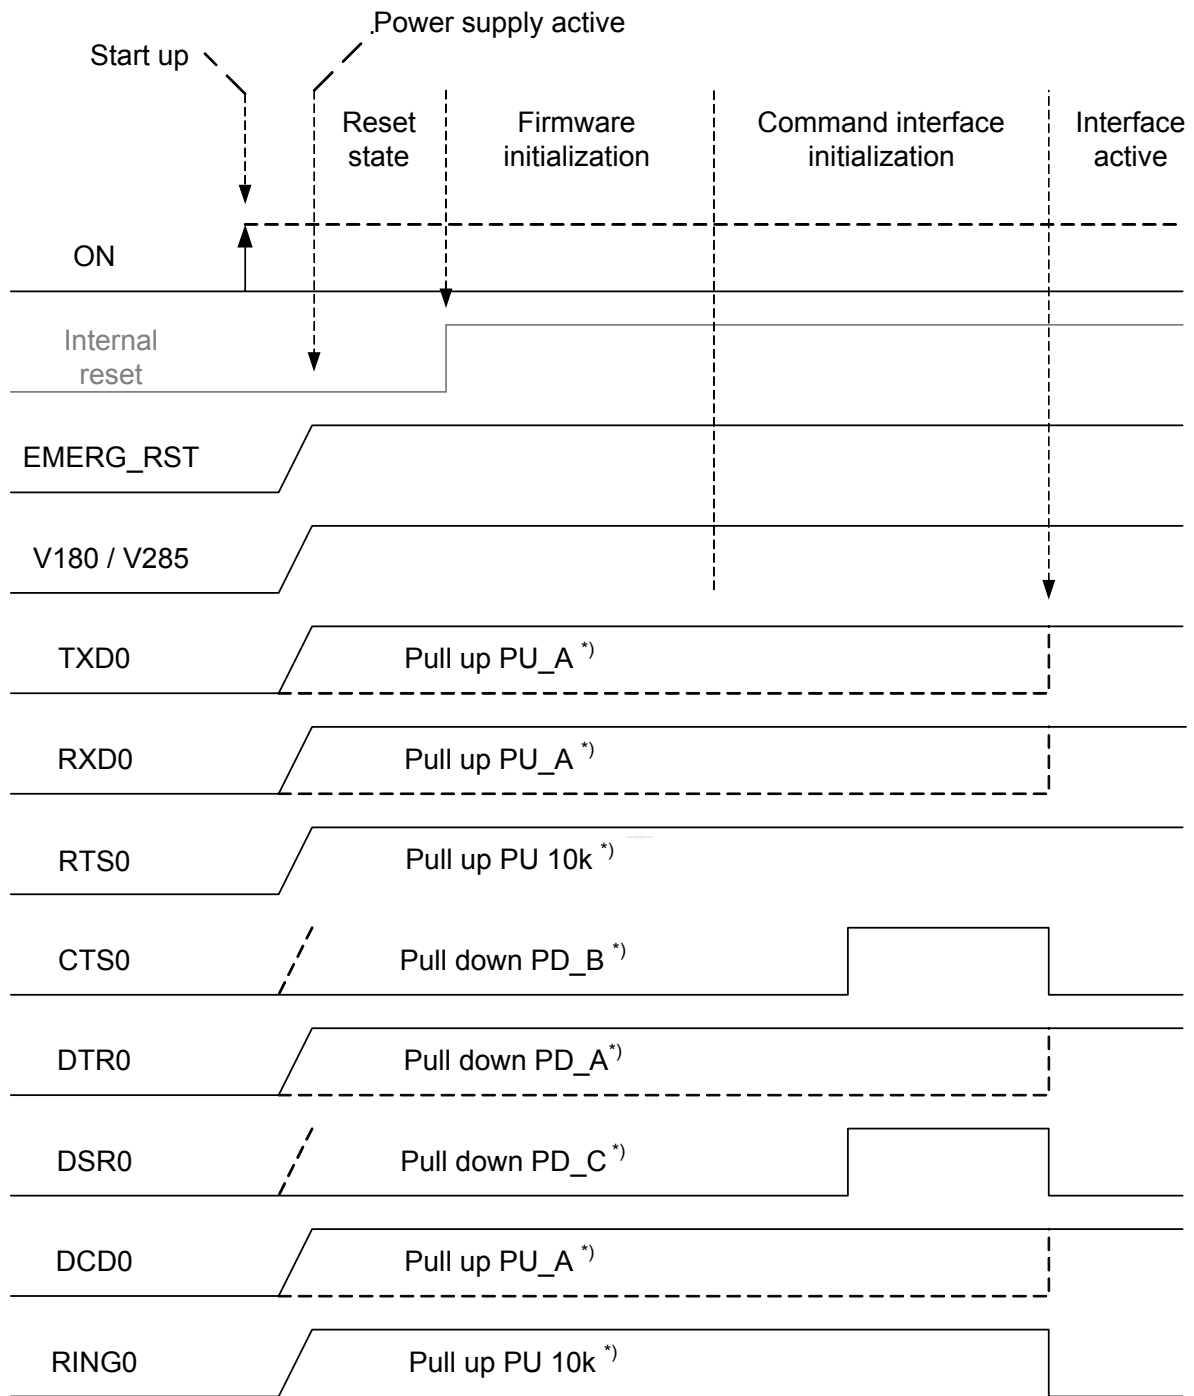 Power supply active
Start up
Reset
state
Firmware
initialization
Command interface
initialization
Interface
active
ON
Internal
reset
EMERG_RST
V180 / V285
TXD0
Pull up PU_A *)
RXD0
Pull up PU_A *)
RTS0
Pull up PU 10k *)
CTS0
Pull down PD_B *)
DTR0
Pull down PD_A*)
DSR0
Pull down PD_C *)
DCD0
Pull up PU_A *)
RING0
Pull up PU 10k *)